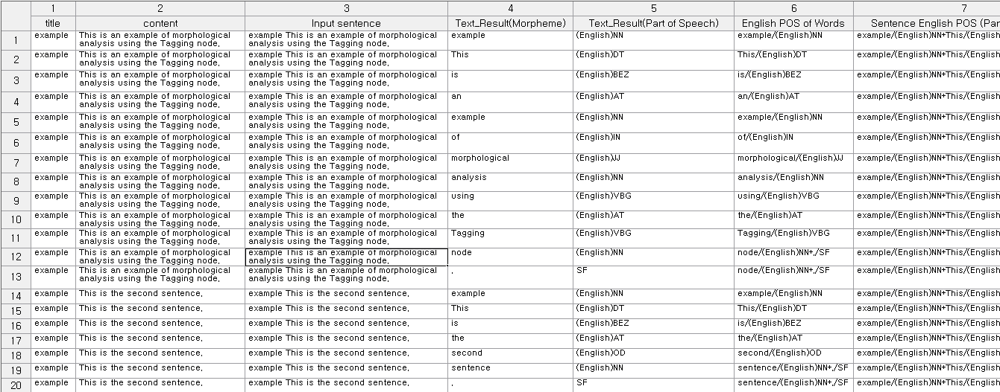 1 2 3 4 5 6 7
title content Input sentence Text_Result(Morpheme) Text_Result(Part of Speech) English POS of Words Sentence English POS (Par
1 example This is an example of morphological example This is an example of morphological example (English)NN example/(English)NN example/(English)NN+This/(English
analysis using the Tagging node. analysis using the Tagging node.
2 example This is an example of morphological example This is an example of morphological This (English)DT This/(English)DT example/(English)NN+This/(English
analysis using the Tagging node. analysis using the Tagging node.
3 example This is an example of morphological example This is an example of morphological is (English)BEZ is/(English)BEZ example/(English)NN+This/(English
analysis using the Tagging node. analysis using the Tagging node.
4 example This is an example of morphological example This is an example of morphological an (English)AT an/(English)AT example/(English)NN+This/(English
analysis using the Tagging node. analysis using the Tagging node.
5 example This is an example of morphological example This is an example of morphological example (English)NN example/(English)NN example/(English)NN+This/(English
analysis using the Tagging node. analysis using the Tagging node.
6 example This is an example of morphological example This is an example of morphological of (English)IN of/(English)IN example/(English)NN+This/(English
analysis using the Tagging node. analysis using the Tagging node.
7 example This is an example of morphological example This is an example of morphological morphological (English)JJ morphological/(English)JJ example/(English)NN+This/(English
analysis using the Tagging node. analysis using the Tagging node.
8 example This is an example of morphological example This is an example of morphological analysis (English)NN analysis/(English)NN example/(English)NN+This/(English
analysis using the Tagging node. analysis using the Tagging node.
9 example This is an example of morphological example This is an example of morphological using (English)VBG using/(English)VBG example/(English)NN+This/(English
analysis using the Tagging node. analysis using the Tagging node.
10 example This is an example of morphological example This is an example of morphological the (English)AT the/(English)AT example/(English)NN+This/(English
analysis using the Tagging node. analysis using the Tagging node.
11 example This is an example of morphological example This is an example of morphological Tagging (English)VBG Tagging/(English)VBG example/(English)NN+This/(English
analysis using the Tagging node. analysis using the Tagging node.
12 example This is an example of morphological example This is an example of morphological node (English)NN node/(English)NN+./SF example/(English)NN+This/(English
analysis using the Tagging node. analysis using the Tagging node.
13 example This is an example of morphological example This is an example of morphological . SF node/(English)NN+./SF example/(English)NN+This/(English
analysis using the Tagging node. analysis using the Tagging node.
14 example This is the second sentence. example This is the second sentence. example (English)NN example/(English)NN example/(English)NN+This/(English
15 example This is the second sentence. example This is the second sentence. This (English)DT This/(English)DT example/(English)NN+This/(English
16 example This is the second sentence. example This is the second sentence. is (English)BEZ is/(English)BEZ example/(English)NN+This/(English
17 example This is the second sentence. example This is the second sentence. the (English)AT the/(English)AT example/(English)NN+This/(English
18 example This is the second sentence. example This is the second sentence. second (English)OD second/(English)OD example/(English)NN+This/(English
19 example This is the second sentence. example This is the second sentence. sentence (English)NN sentence/(English)NN+./SF example/(English)NN+This/(English
20 example This is the second sentence. example This is the second sentence. . SF sentence/(English)NN+./SF example/(English)NN+This/(English